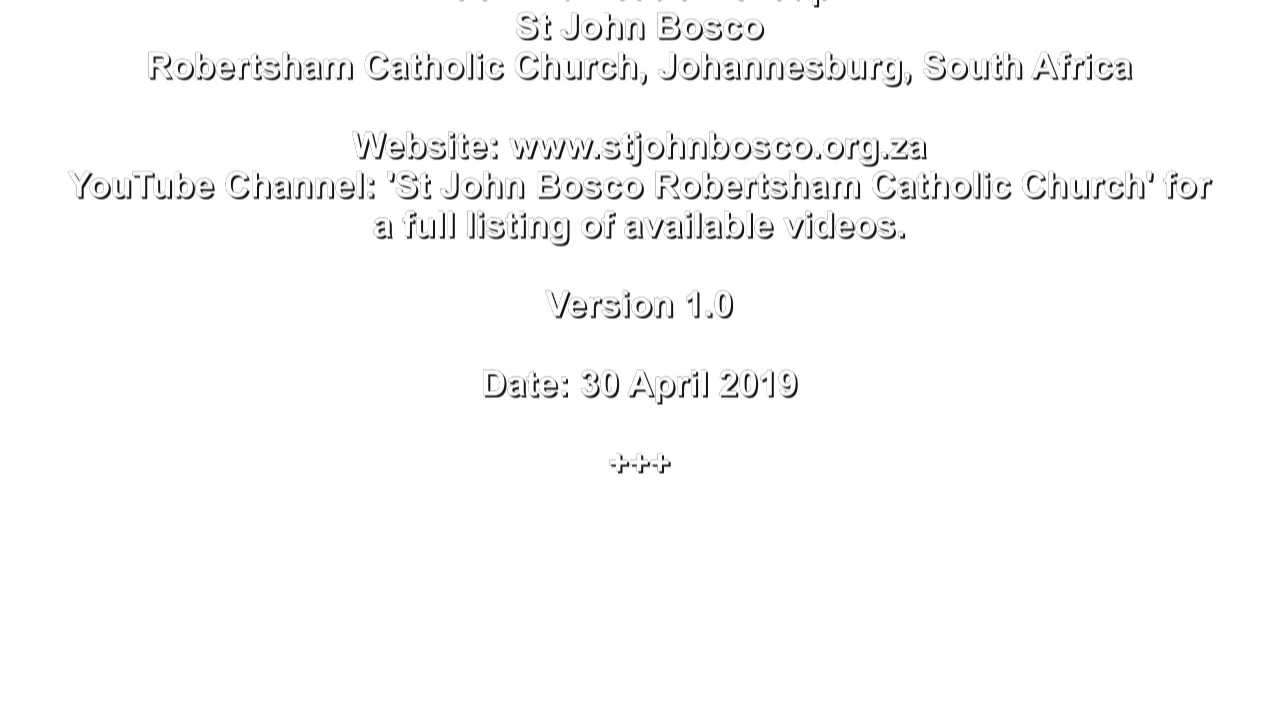 St John Bosco
Robertsham Catholic Church, Johannesburg, South Africa
Website: www.stjohnbosco.org.za
YouTube Channel: 'St John Bosco Robertsham Catholic Church' for
a full listing of available videos.
Version 1.0
Date: 30 April 2019
+++